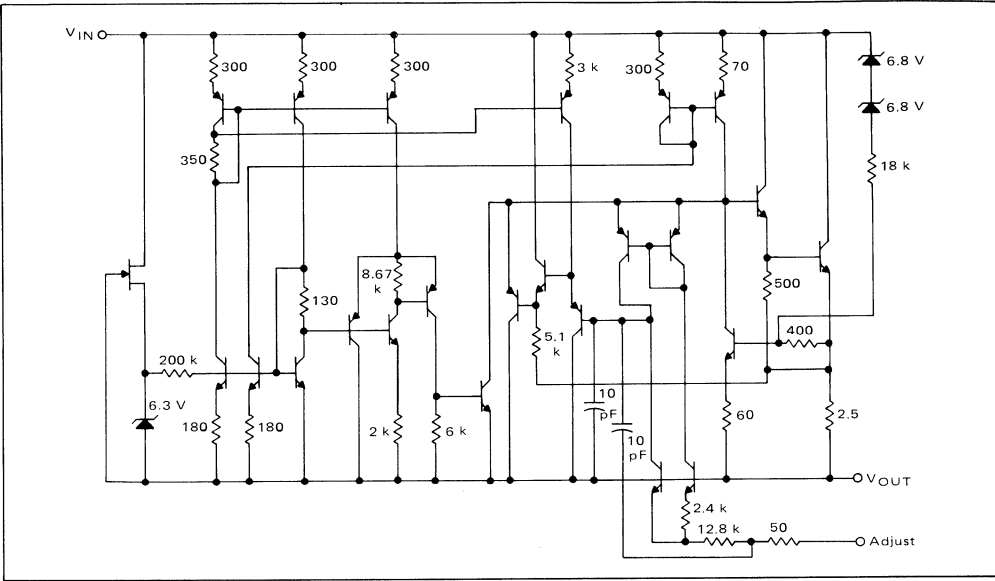 VIN
300
300
300
3 k
300
70
6.8 V
6.8 V
18 k
350
8.67
k
130
500
5.1
k
400
200 k
6.3 V
10
pF
10
pF
180
180
2 k
6 k
60
2.5
VOUT
2.4 k
12.8 k
50
Adjust